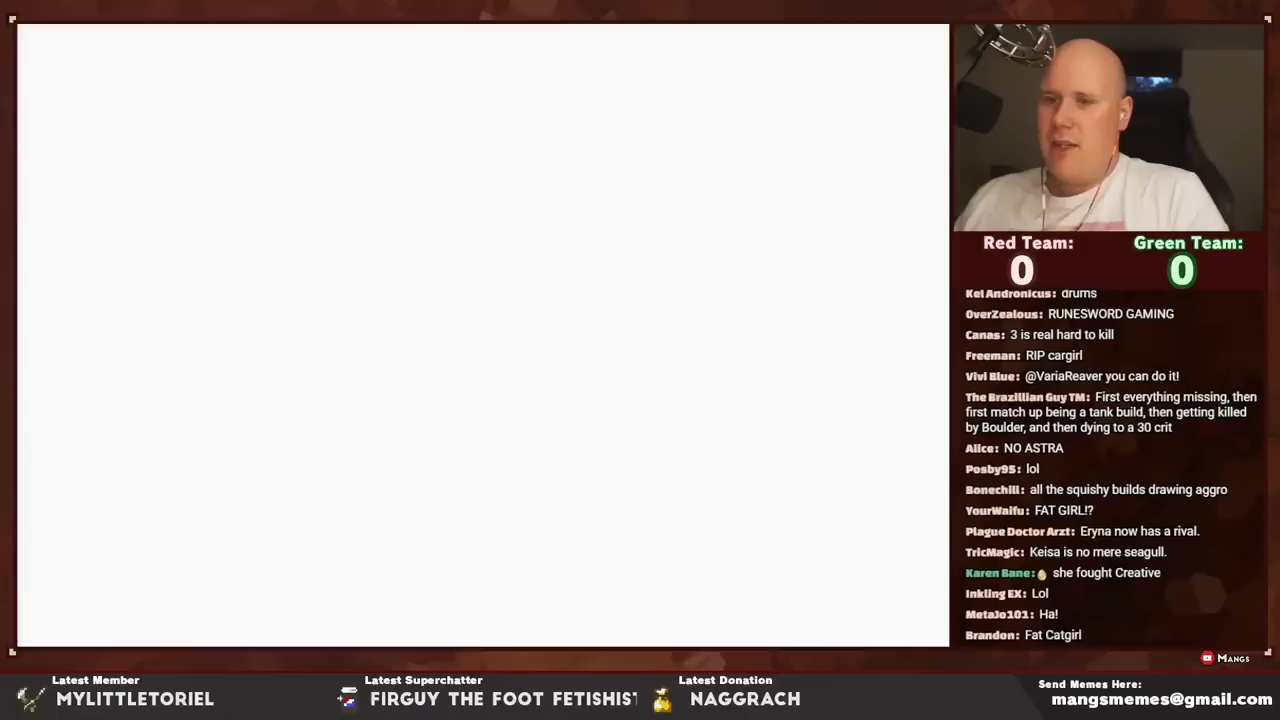 Red Team:
Green Team:
0
0
Kel Andronicus: drums
OverZealous: RUNESWORD GAMING
Canas: 3 is real hard to kill
Freeman: RIP cargirl
Vivi Blue: @VariaReaver you can do it!
The Brazillian Guy TM: First everything missing, then
first match up being a tank build, then getting killed
by Boulder, and then dying to a 30 crit
Alice: NO ASTRA
Posby95: lol
Bonechill: all the squishy builds drawing aggro
YourWaifu: FAT GIRL!?
Plague Doctor Arzt: Eryna now has a rival.
TricMagic: Keisa is no mere seagull.
Karen Bane: she fought Creative
Inkling EX: Lol
MetaJo101: Ha!
Brandon: Fat Catgirl
Mangs
Latest Member
MYLITTLETORIEL
Latest Superchatter
FIRGUY THE FOOT FETISHIST
Latest Donation
NAGGRACH
Send Memes Here:
mangsmemes@gmail.com